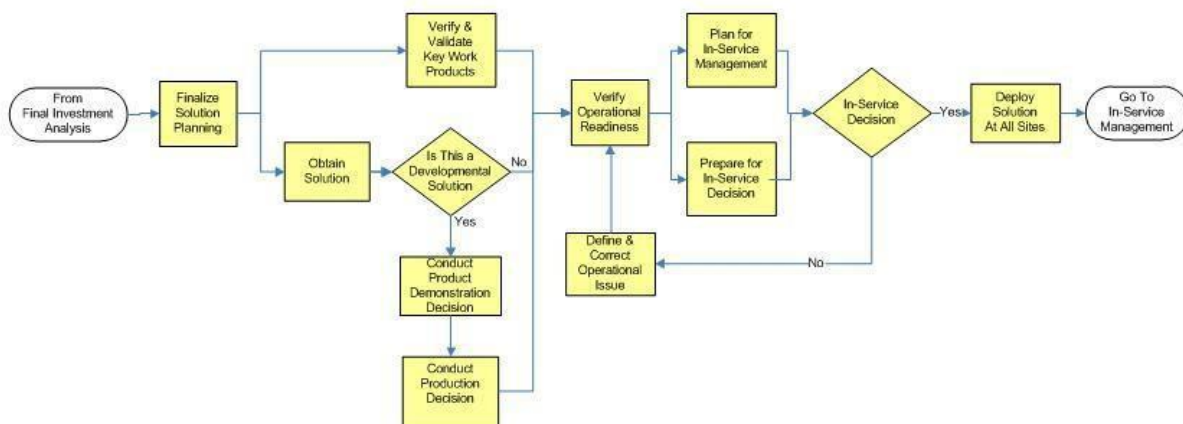 From
Final Investment
Analysis
Finalize
Solution
Planning
Verify &
Validate
Key Work
Products
Obtain
Solution
Is This a
Developmental
Solution
No
Yes
Conduct
Product
Demonstration
Decision
Conduct
Production
Decision
Verify
Operational
Readiness
Plan for
In-Service
Management
Prepare for
In-Service
Decision
Define &
Correct
Operational
Issue
In-Service
Decision
No
Yes
Deploy
Solution
At All Sites
Go To
In-Service
Management